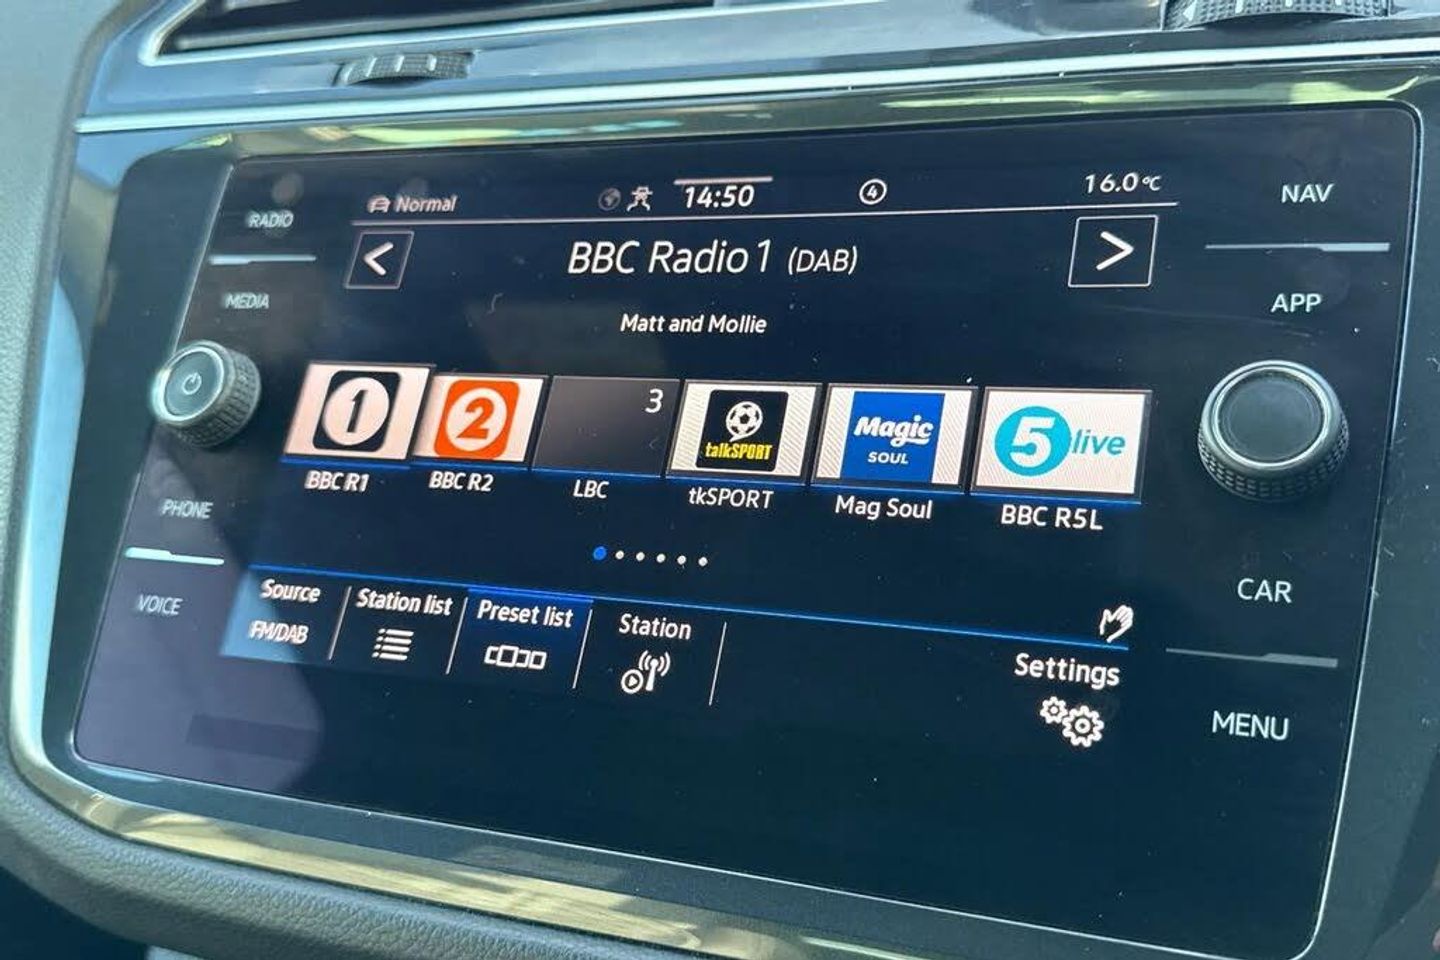 Normal 14:50 4 16.0°C
RADIO
NAV
< BBC Radio 1 (DAB) >
MEDIA
APP
Matt and Mollie
1 2 3 talkSPORT Magic SOUL 5 live
BBC R1 BBC R2 LBC tkSPORT Mag Soul BBC R5L
PHONE
VOICE
CAR
Source Station list Preset list Station
FM/DAB
Settings
MENU